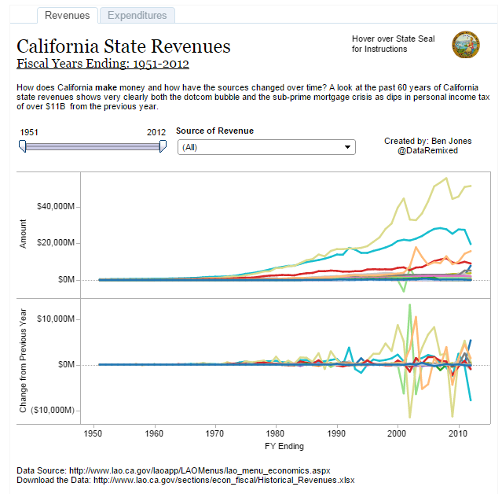 Revenues
Expenditures
California State Revenues
Fiscal Years Ending: 1951-2012
Hover over State Seal
for Instructions
How does California make money and how have the sources changed over time? A look at the past 60 years of California
state revenues shows very clearly both the dotcom bubble and the sub-prime mortgage crisis as dips in personal income tax
of over $11B from the previous year.
1951
2012
Source of Revenue
(All)
Created by: Ben Jones
@DataRemixed
Amount
$40,000M
$20,000M
$0M
Change from Previous Year
$10,000M
$0M
($10,000M)
1950
1960
1970
1980
1990
2000
2010
FY Ending
Data Source: http://www.lao.ca.gov/laoapp/LAOMenus/lao_menu_economics.aspx
Download the Data: http://www.lao.ca.gov/sections/econ_fiscal/Historical_Revenues.xlsx